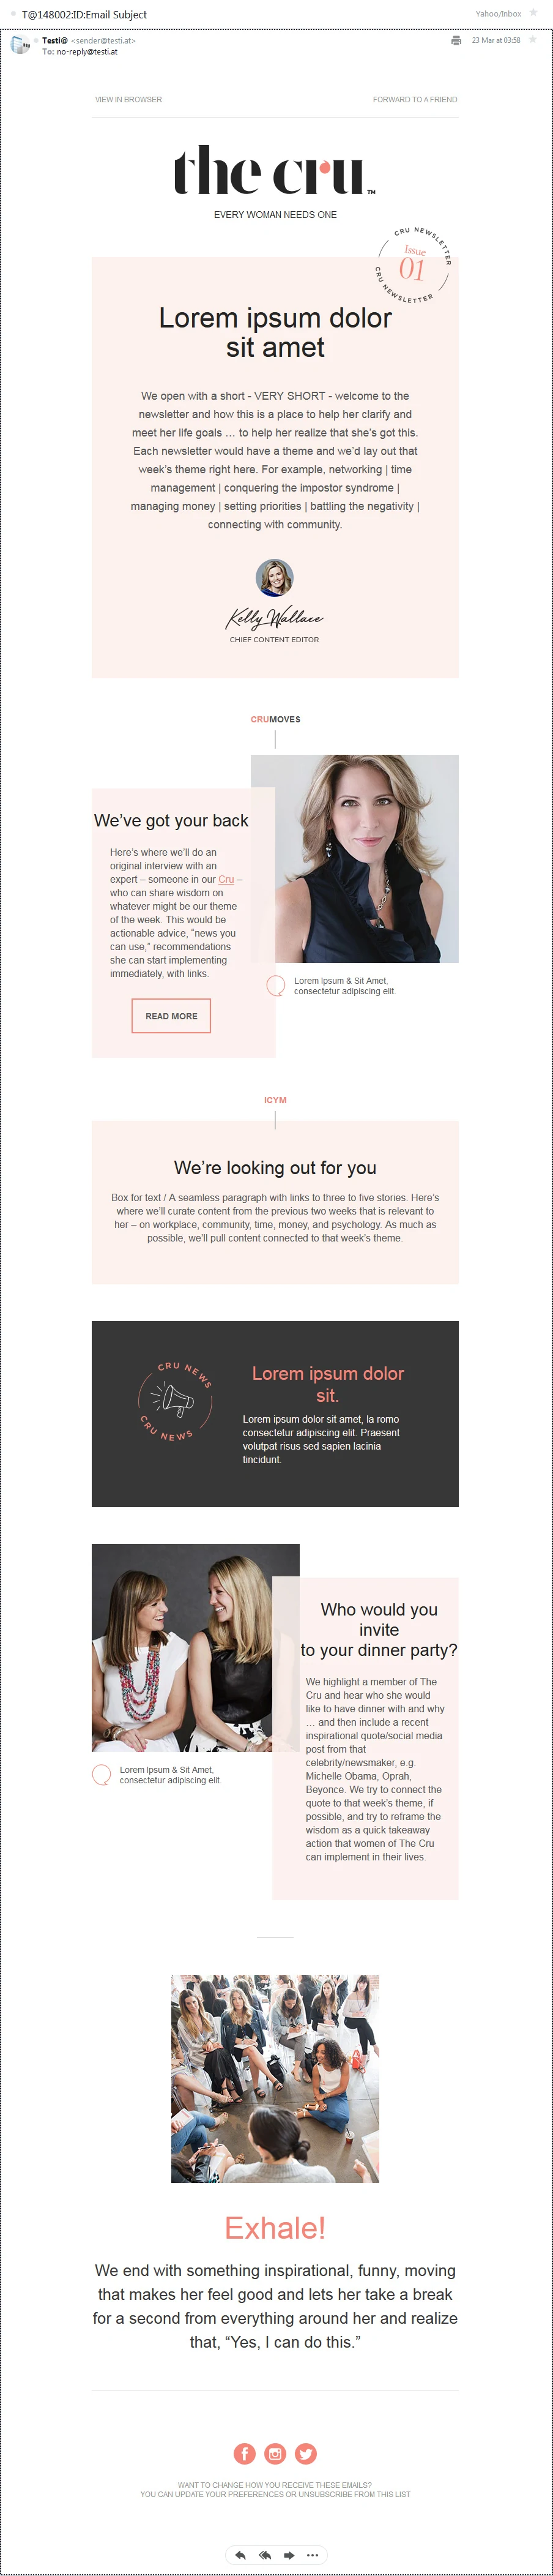 T@148002:ID:Email Subject
Yahoo/Inbox
Testi@ <sender@testi.at>
23 Mar at 03:58
To: no-reply@testi.at
VIEW IN BROWSER
FORWARD TO A FRIEND
the cru™
EVERY WOMAN NEEDS ONE
CRU NEWSLETTER
Issue
01
CRU NEWSLETTER
Lorem ipsum dolor
sit amet
We open with a short - VERY SHORT - welcome to the
newsletter and how this is a place to help her clarify and
meet her life goals … to help her realize that she’s got this.
Each newsletter would have a theme and we’d lay out that
week’s theme right here. For example, networking | time
management | conquering the impostor syndrome |
managing money | setting priorities | battling the negativity |
connecting with community.
Kelly Wallace
CHIEF CONTENT EDITOR
CRUMOVES
We’ve got your back
Here’s where we’ll do an
original interview with an
expert – someone in our Cru –
who can share wisdom on
whatever might be our theme
of the week. This would be
actionable advice, “news you
can use,” recommendations
she can start implementing
immediately, with links.
READ MORE
Lorem Ipsum & Sit Amet,
consectetur adipiscing elit.
ICYM
We’re looking out for you
Box for text / A seamless paragraph with links to three to five stories. Here’s
where we’ll curate content from the previous two weeks that is relevant to
her – on workplace, community, time, money, and psychology. As much as
possible, we’ll pull content connected to that week’s theme.
CRU NEWS
CRU NEWS
Lorem ipsum dolor
sit.
Lorem ipsum dolor sit amet, la romo
consectetur adipiscing elit. Praesent
volutpat risus sed sapien lacinia
tincidunt.
Who would you
invite
to your dinner party?
We highlight a member of The
Cru and hear who she would
like to have dinner with and why
… and then include a recent
inspirational quote/social media
post from that
celebrity/newsmaker, e.g.
Michelle Obama, Oprah,
Beyonce. We try to connect the
quote to that week’s theme, if
possible, and try to reframe the
wisdom as a quick takeaway
action that women of The Cru
can implement in their lives.
Lorem Ipsum & Sit Amet,
consectetur adipiscing elit.
Exhale!
We end with something inspirational, funny, moving
that makes her feel good and lets her take a break
for a second from everything around her and realize
that, “Yes, I can do this.”
WANT TO CHANGE HOW YOU RECEIVE THESE EMAILS?
YOU CAN UPDATE YOUR PREFERENCES OR UNSUBSCRIBE FROM THIS LIST